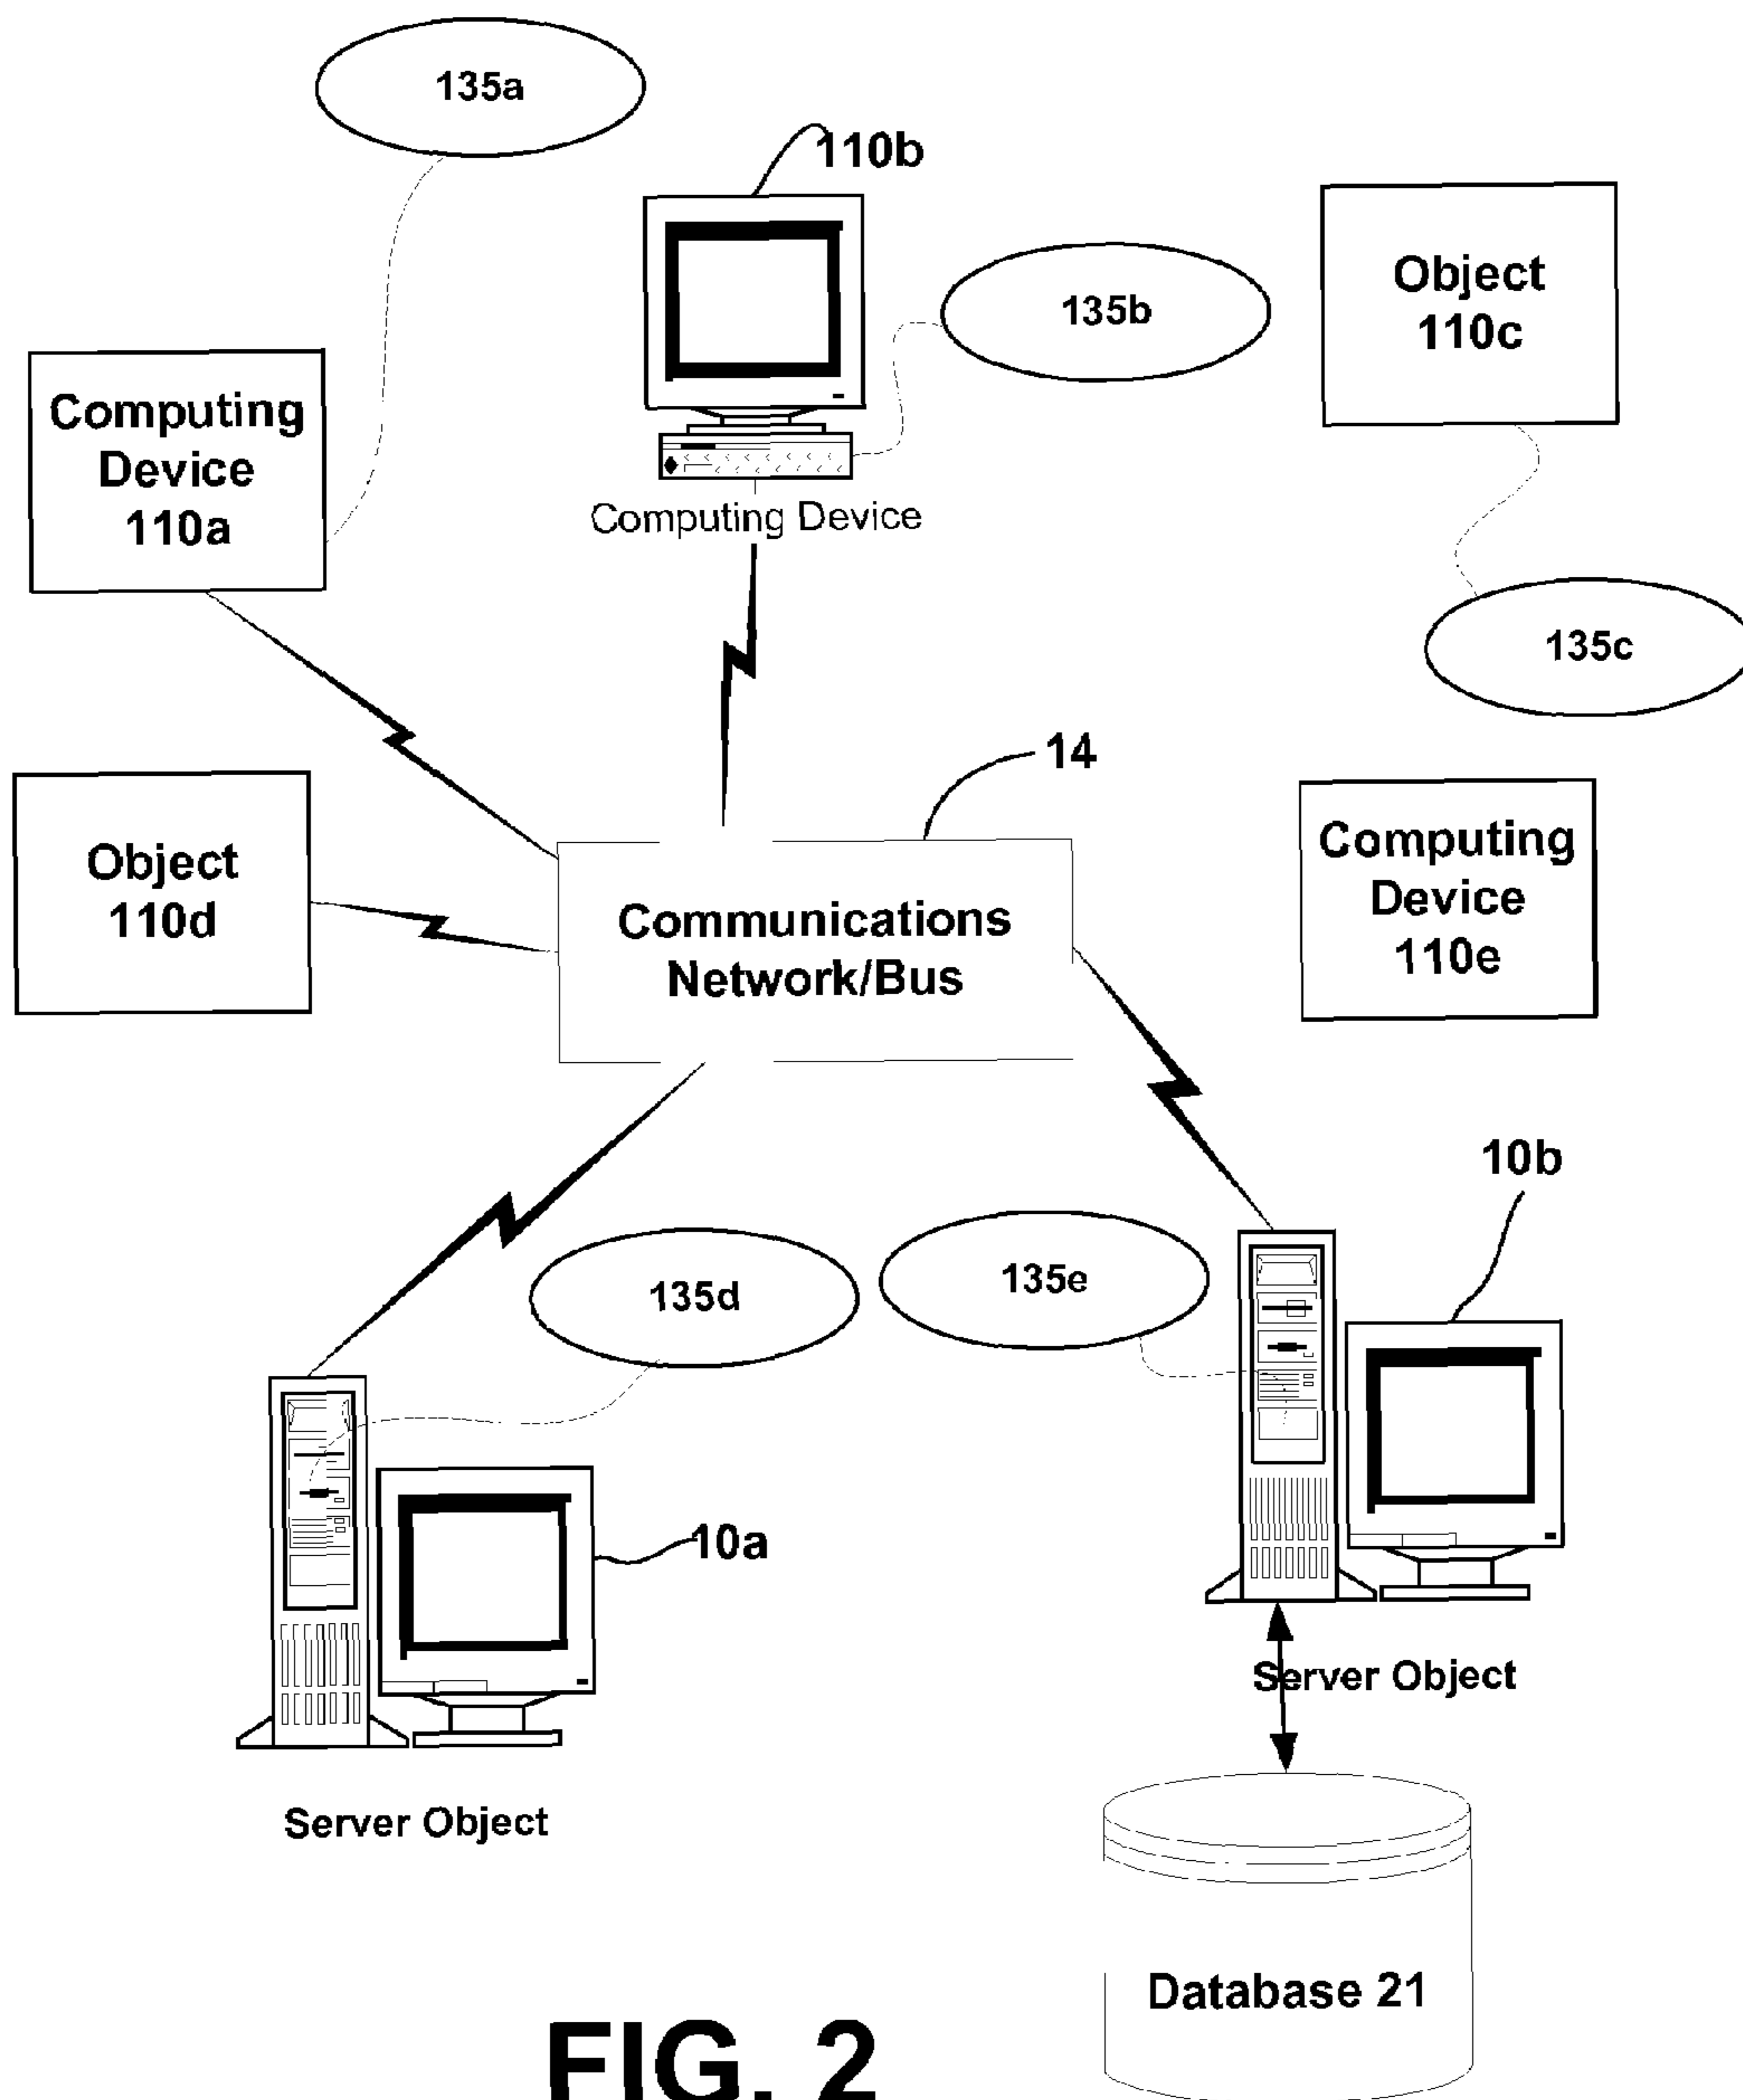 135a
110b
Object
110c
135b
Computing
Device
110a
Computing Device
135c
14
Object
110d
Communications
Network/Bus
Computing
Device
110e
10b
135d
135e
10a
Server Object
Server Object
Database 21
FIG. 2